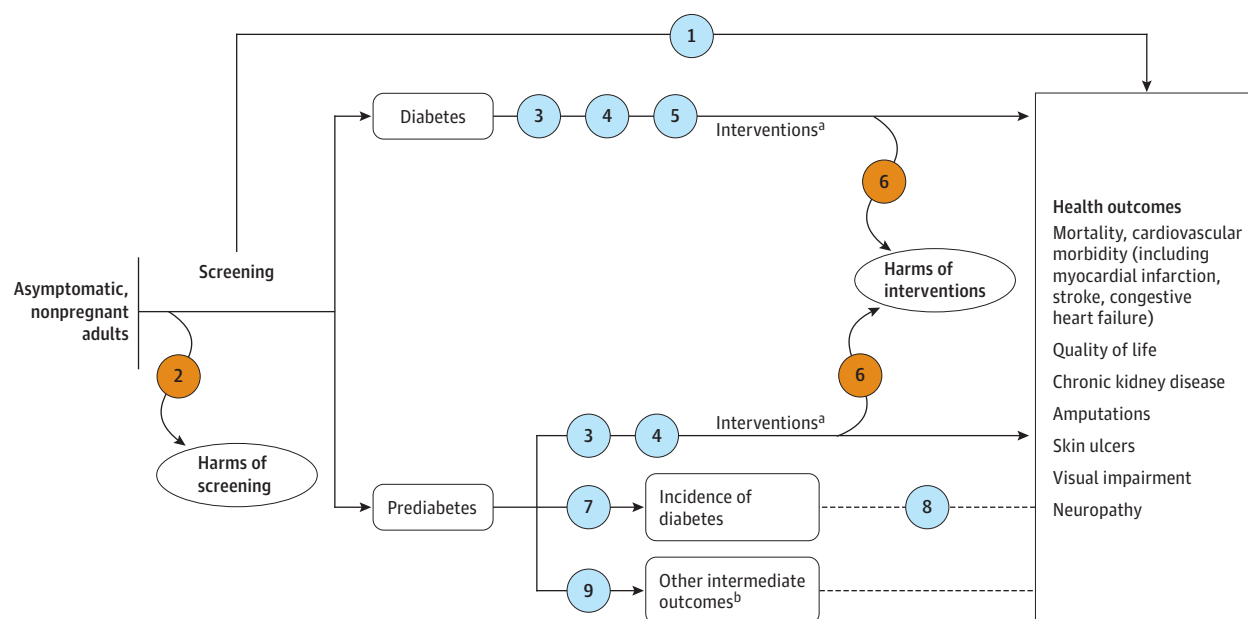 1
Diabetes
3
4
5
Interventionsa
6
Health outcomes
Mortality, cardiovascular
morbidity (including
myocardial infarction,
stroke, congestive
heart failure)
Quality of life
Chronic kidney disease
Amputations
Skin ulcers
Visual impairment
Neuropathy
Screening
Asymptomatic,
nonpregnant
adults
Harms of
interventions
2
6
Harms of
screening
3
4
Interventionsa
Prediabetes
7
Incidence of
diabetes
8
9
Other intermediate
outcomesb